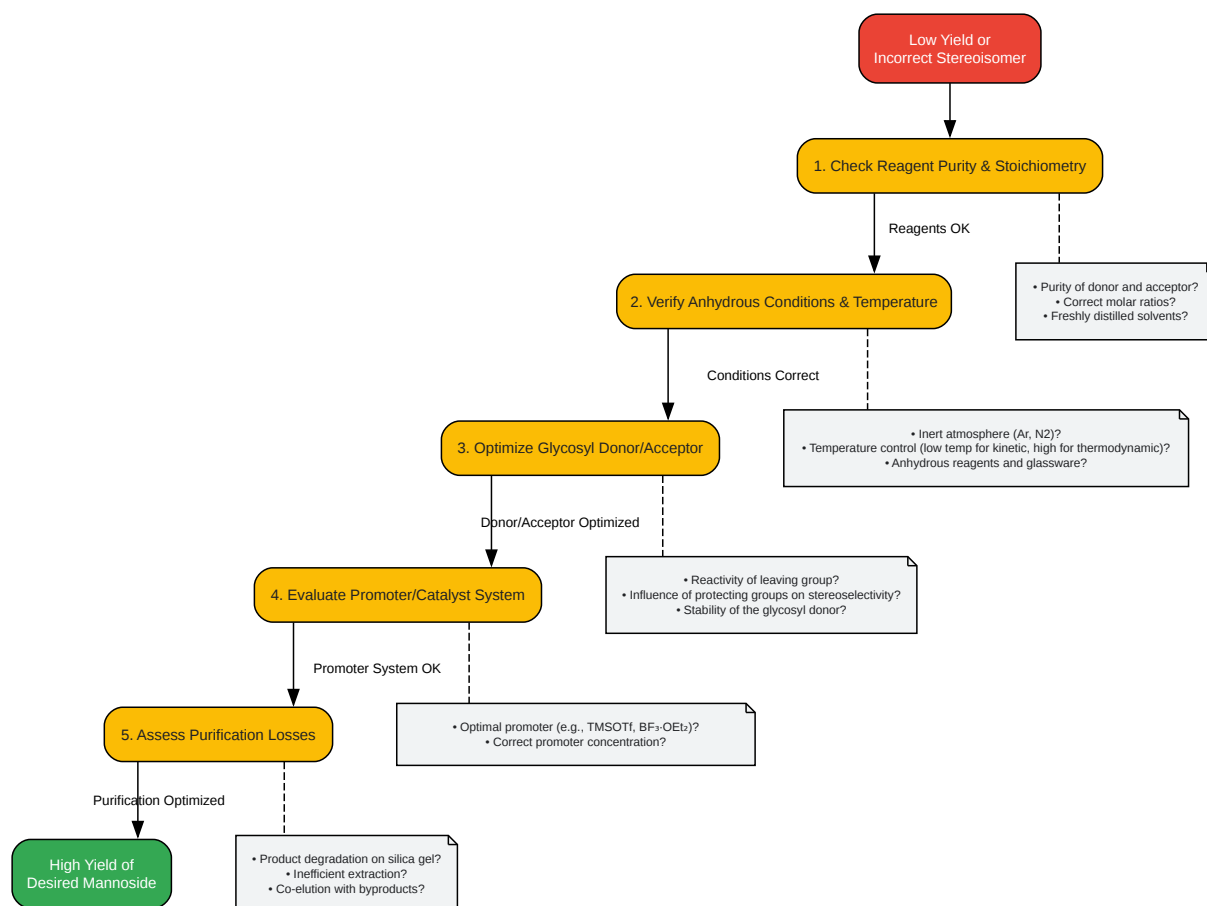 Low Yield or
Incorrect Stereoisomer
1. Check Reagent Purity & Stoichiometry
Reagents OK
• Purity of donor and acceptor?
• Correct molar ratios?
• Freshly distilled solvents?
2. Verify Anhydrous Conditions & Temperature
Conditions Correct
• Inert atmosphere (Ar, N2)?
• Temperature control (low temp for kinetic, high for thermodynamic)?
• Anhydrous reagents and glassware?
3. Optimize Glycosyl Donor/Acceptor
Donor/Acceptor Optimized
• Reactivity of leaving group?
• Influence of protecting groups on stereoselectivity?
• Stability of the glycosyl donor?
4. Evaluate Promoter/Catalyst System
Promoter System OK
• Optimal promoter (e.g., TMSOTf, BF₃·OEt₂)?
• Correct promoter concentration?
5. Assess Purification Losses
Purification Optimized
• Product degradation on silica gel?
• Inefficient extraction?
• Co-elution with byproducts?
High Yield of
Desired Mannoside